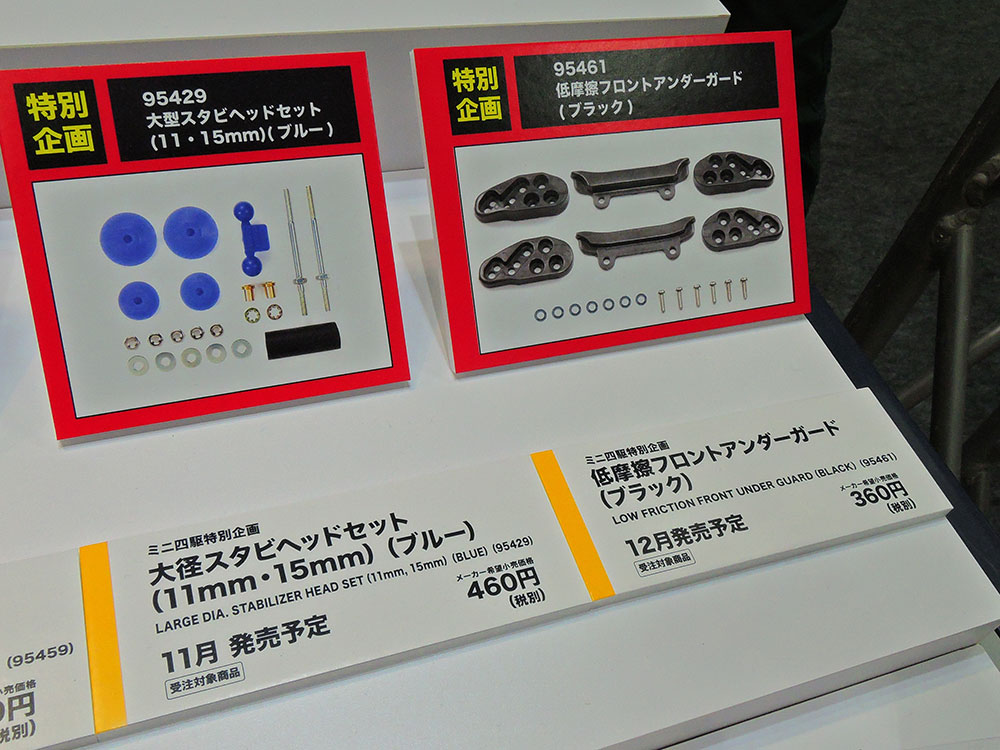 特別
企画
95429
大型スタビヘッドセット
(11・15mm)(ブルー)
特別
企画
95461
低摩擦フロントアンダーガード
(ブラック)
(95459)
小売価格
0円
税別)
ミニ四駆特別企画
大径スタビヘッドセット
(11mm・15mm) (ブルー)
LARGE DIA. STABILIZER HEAD SET (11mm, 15mm) (BLUE) (95429)
メーカー希望小売価格
460円
(税別)
11月 発売予定
受注対象商品
ミニ四駆特別企画
低摩擦フロントアンダーガード
(ブラック)
LOW FRICTION FRONT UNDER GUARD (BLACK) (95461)
メーカー希望小売価格
360円
(税別)
12月発売予定
受注対象商品